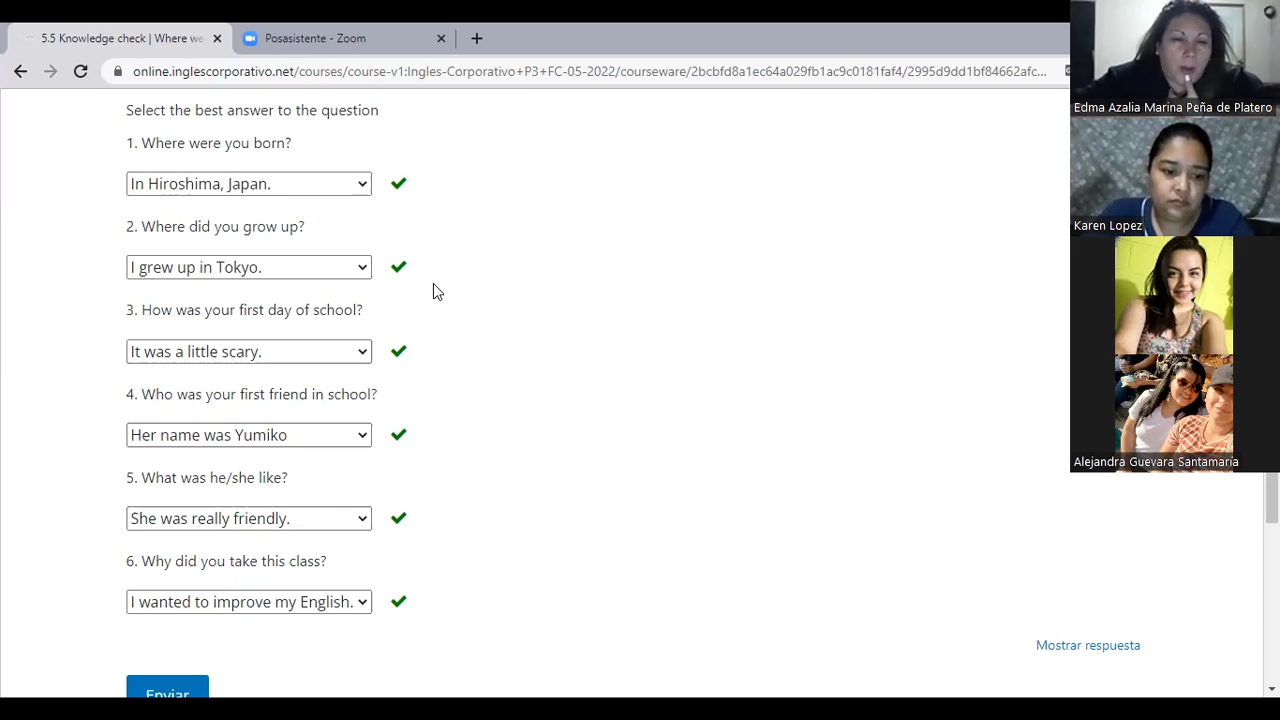 5.5 Knowledge check | Where we
Posasistente - Zoom
online.inglescorporativo.net/courses/course-v1:Ingles-Corporativo+P3+FC-05-2022/courseware/2bcbfd8a1ec64a029fb1ac9c0181faf4/2995d9dd1bf84662afc...
Select the best answer to the question
1. Where were you born?
In Hiroshima, Japan.
2. Where did you grow up?
I grew up in Tokyo.
3. How was your first day of school?
It was a little scary.
4. Who was your first friend in school?
Her name was Yumiko
5. What was he/she like?
She was really friendly.
6. Why did you take this class?
I wanted to improve my English.
Mostrar respuesta
Enviar
Edma Azalia Marina Peña de Platero
Karen Lopez
Alejandra Guevara Santamaría